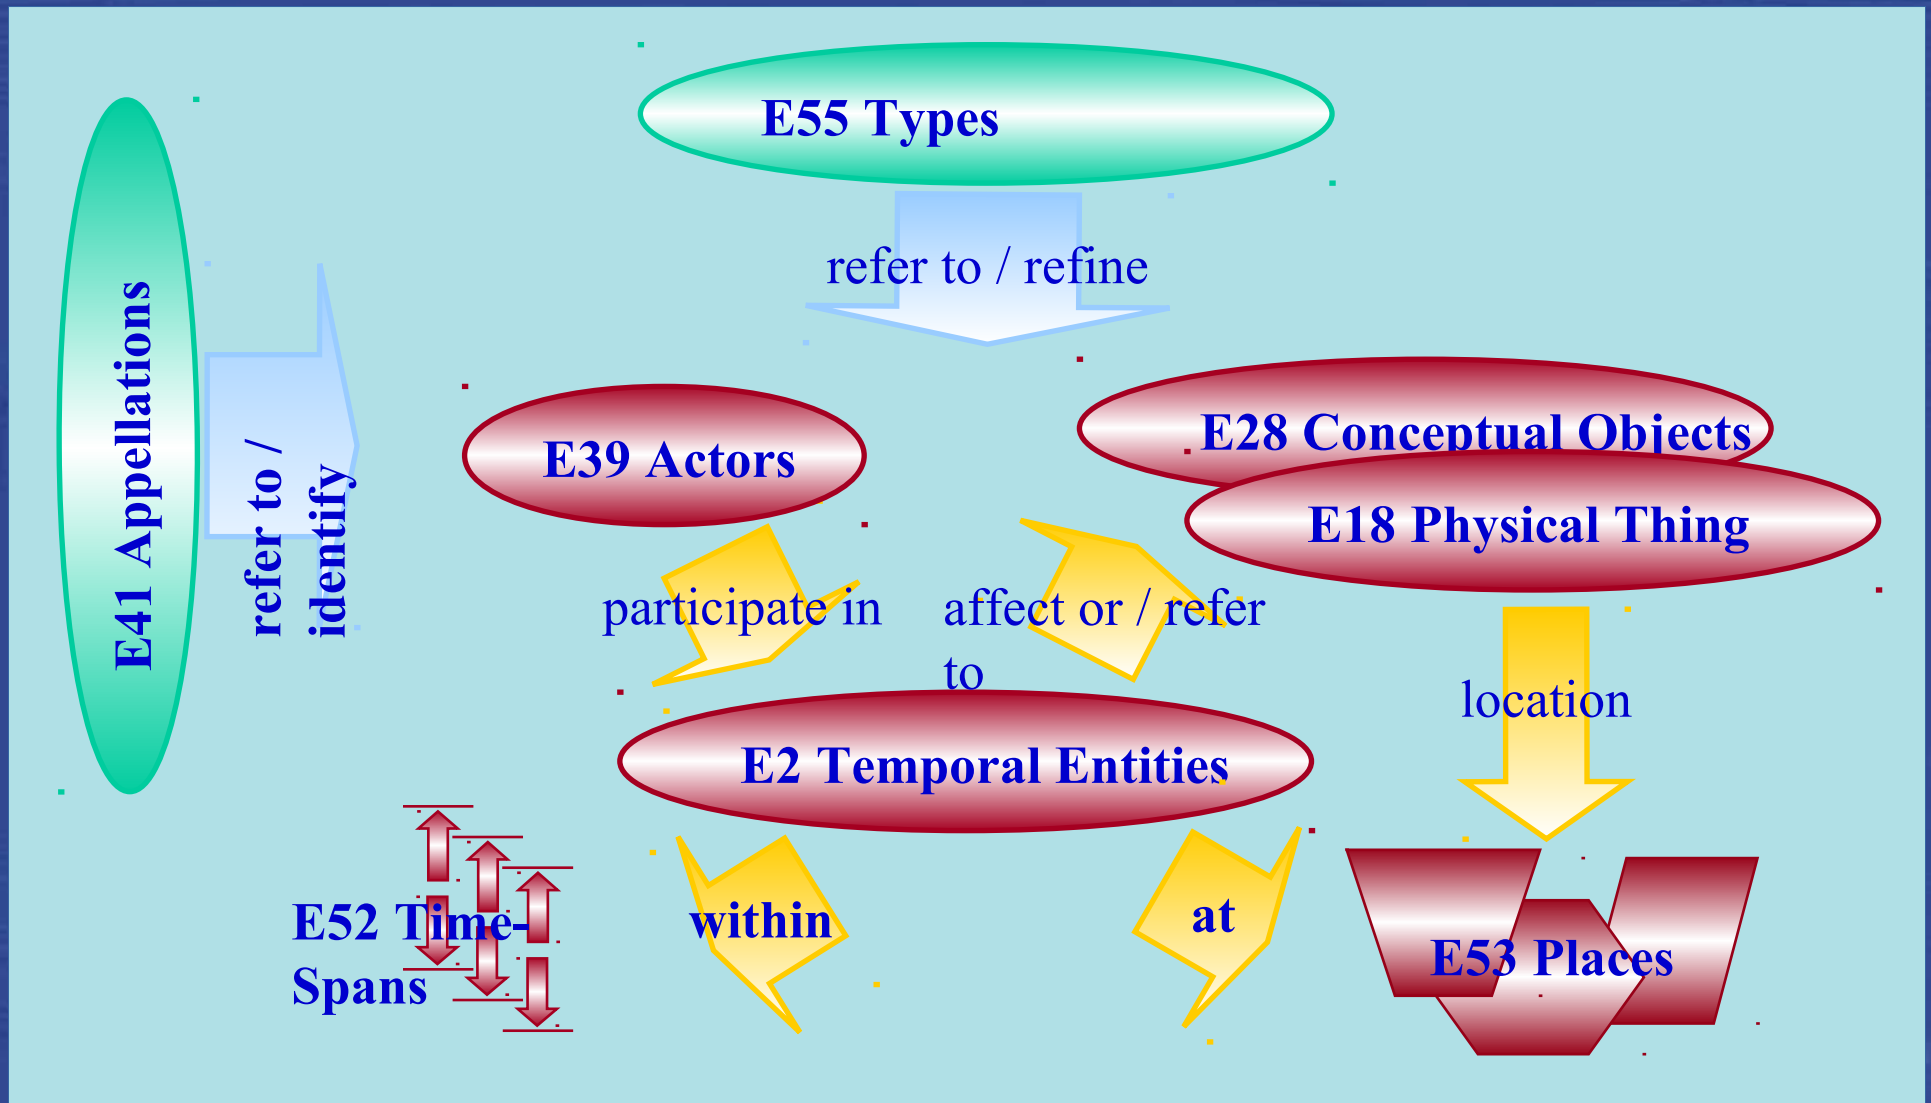 E55 Types
refer to / refine
E41 Appellations
refer to /
identify
E39 Actors
E28 Conceptual Objects
E18 Physical Thing
participate in
affect or / refer
to
location
E2 Temporal Entities
E52 Time-
Spans
within
at
E53 Places